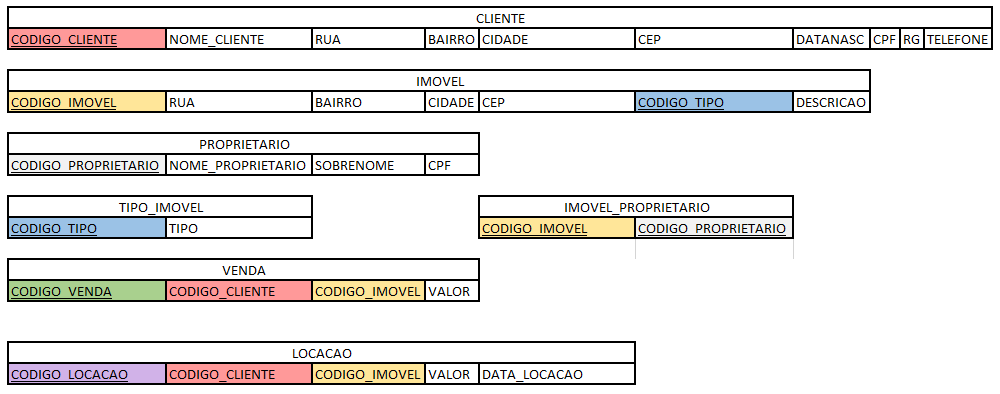 CLIENTE
CODIGO_CLIENTE NOME_CLIENTE RUA BAIRRO CIDADE CEP DATANASC CPF RG TELEFONE
IMOVEL
CODIGO_IMOVEL RUA BAIRRO CIDADE CEP CODIGO_TIPO DESCRICAO
PROPRIETARIO
CODIGO_PROPRIETARIO NOME_PROPRIETARIO SOBRENOME CPF
TIPO_IMOVEL
CODIGO_TIPO TIPO
IMOVEL_PROPRIETARIO
CODIGO_IMOVEL CODIGO_PROPRIETARIO
VENDA
CODIGO_VENDA CODIGO_CLIENTE CODIGO_IMOVEL VALOR
LOCACAO
CODIGO_LOCACAO CODIGO_CLIENTE CODIGO_IMOVEL VALOR DATA_LOCACAO